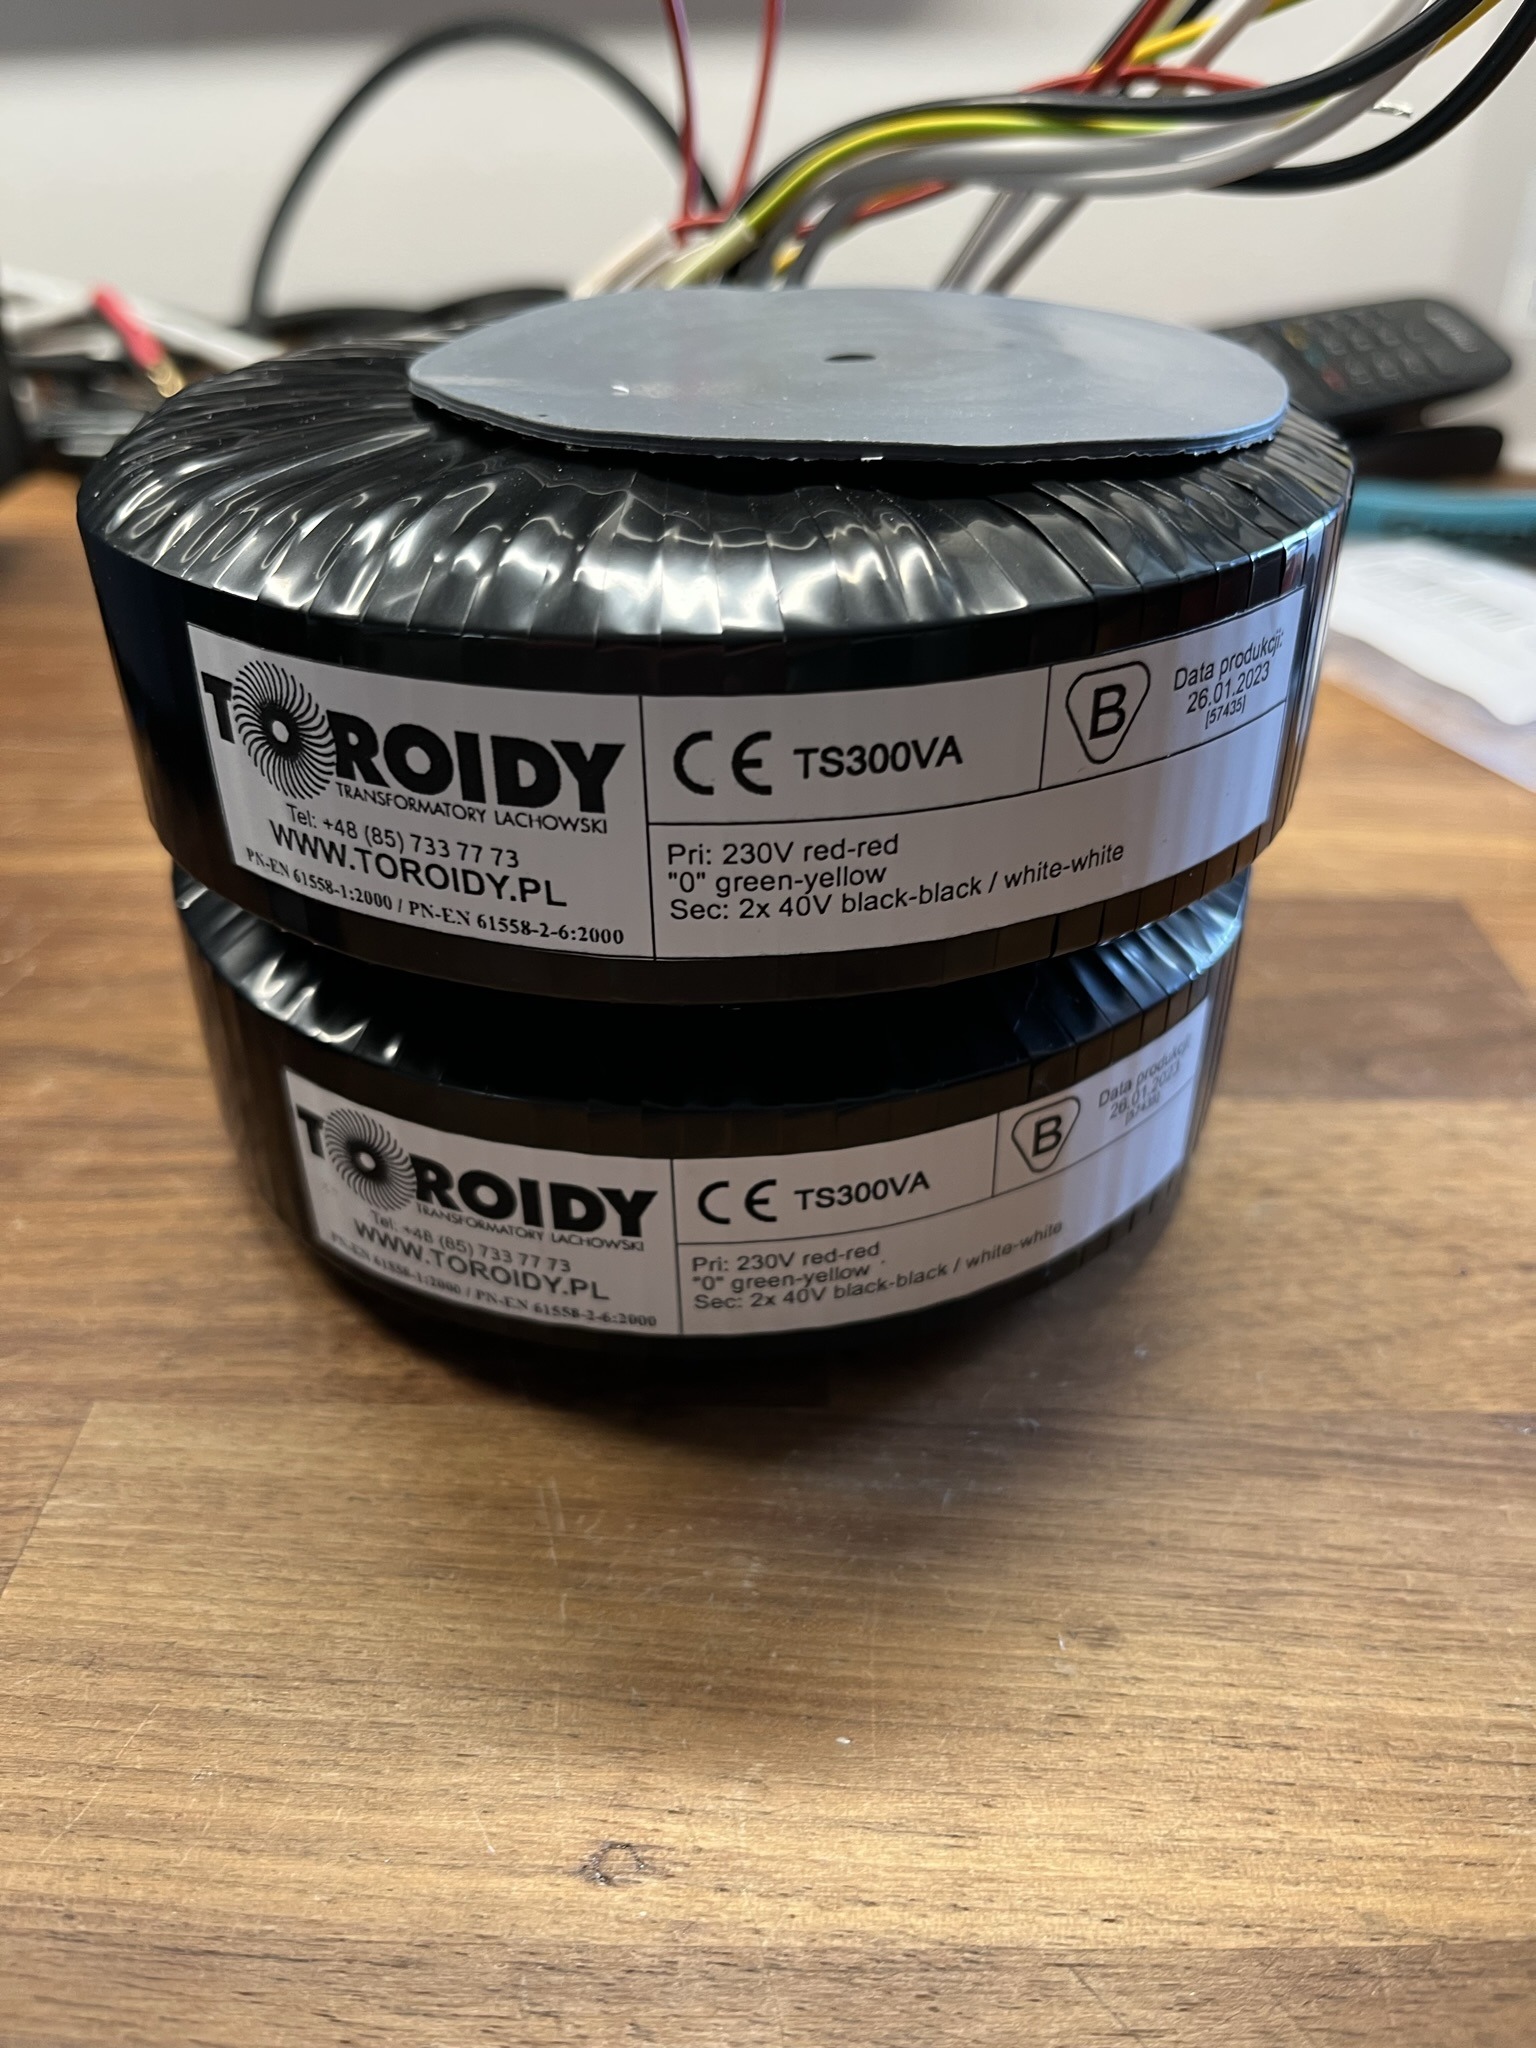 TOROIDY
TRANSFORMATORY LACHOWSKI
Tel: +48 (85) 733 77 73
WWW.TOROIDY.PL
PN-EN 61558-1:2000 / PN-EN 61558-2-6:2000
CE TS300VA
B
Data produkcji:
26.01.2023
[57435]
Pri: 230V red-red
"0" green-yellow
Sec: 2x 40V black-black / white-white
TOROIDY
TRANSFORMATORY LACHOWSKI
Tel: +48 (85) 733 77 73
WWW.TOROIDY.PL
PN-EN 61558-1:2000 / PN-EN 61558-2-6:2000
CE TS300VA
B
Data produkcji:
26.01.2023
[57435]
Pri: 230V red-red
"0" green-yellow
Sec: 2x 40V black-black / white-white